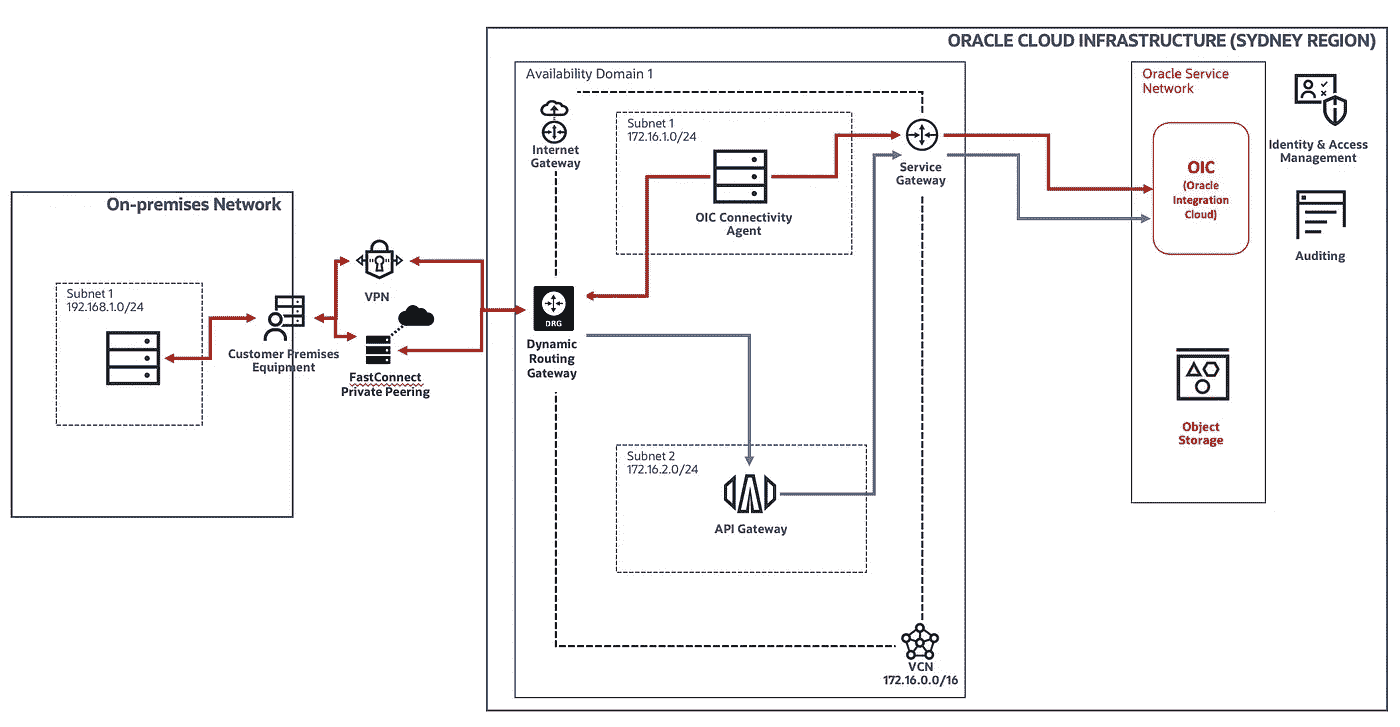 ORACLE CLOUD INFRASTRUCTURE (SYDNEY REGION)
Availability Domain 1
Oracle Service
Network
Internet
Gateway
Subnet 1
172.16.1.0/24
OIC Connectivity
Agent
Service
Gateway
OIC
(Oracle
Integration
Cloud)
Identity & Access
Management
Auditing
On-premises Network
Subnet 1
192.168.1.0/24
Customer Premises
Equipment
VPN
FastConnect
Private Peering
DRG
Dynamic
Routing
Gateway
Subnet 2
172.16.2.0/24
API Gateway
Object
Storage
VCN
172.16.0.0/16